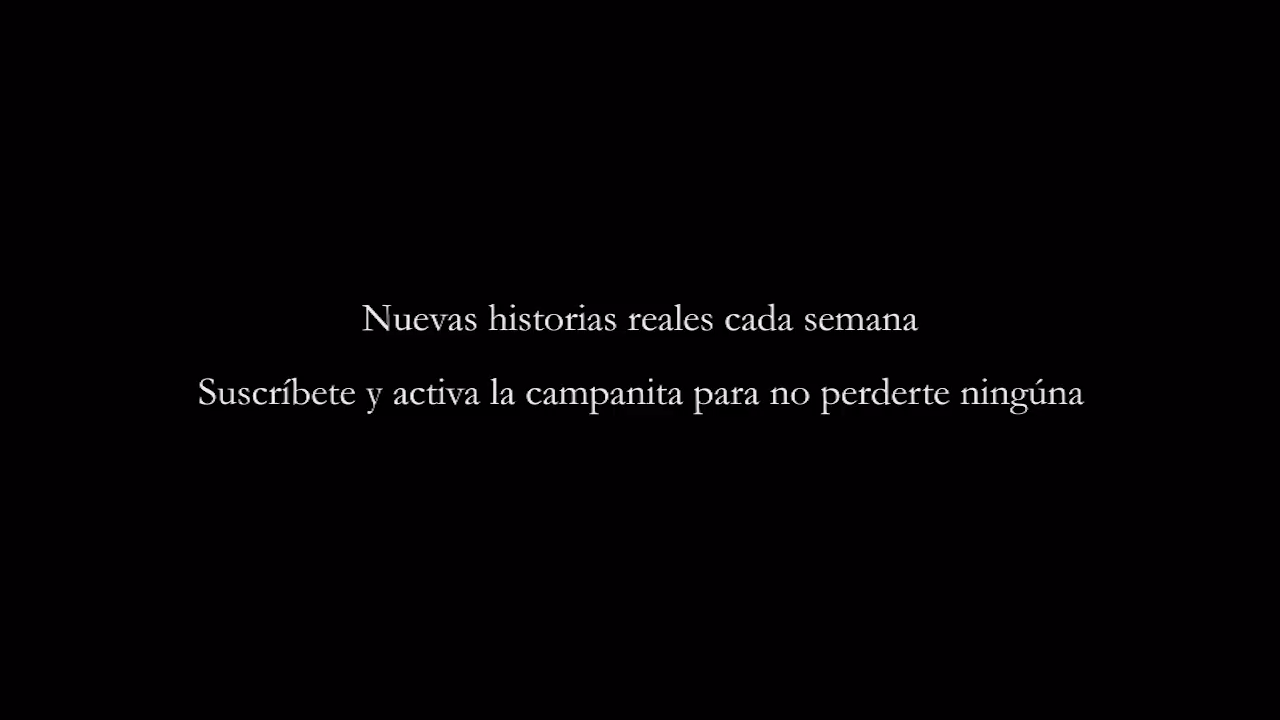 Nuevas historias reales cada semana
Suscríbete y activa la campanita para no perderte ningúna